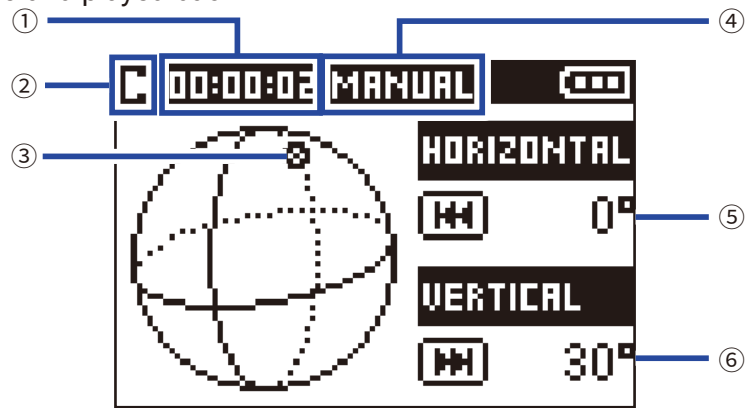 ① ④
② C 00:00:02 MANUAL
③ HORIZONTAL
0° ⑤
VERTICAL
30° ⑥